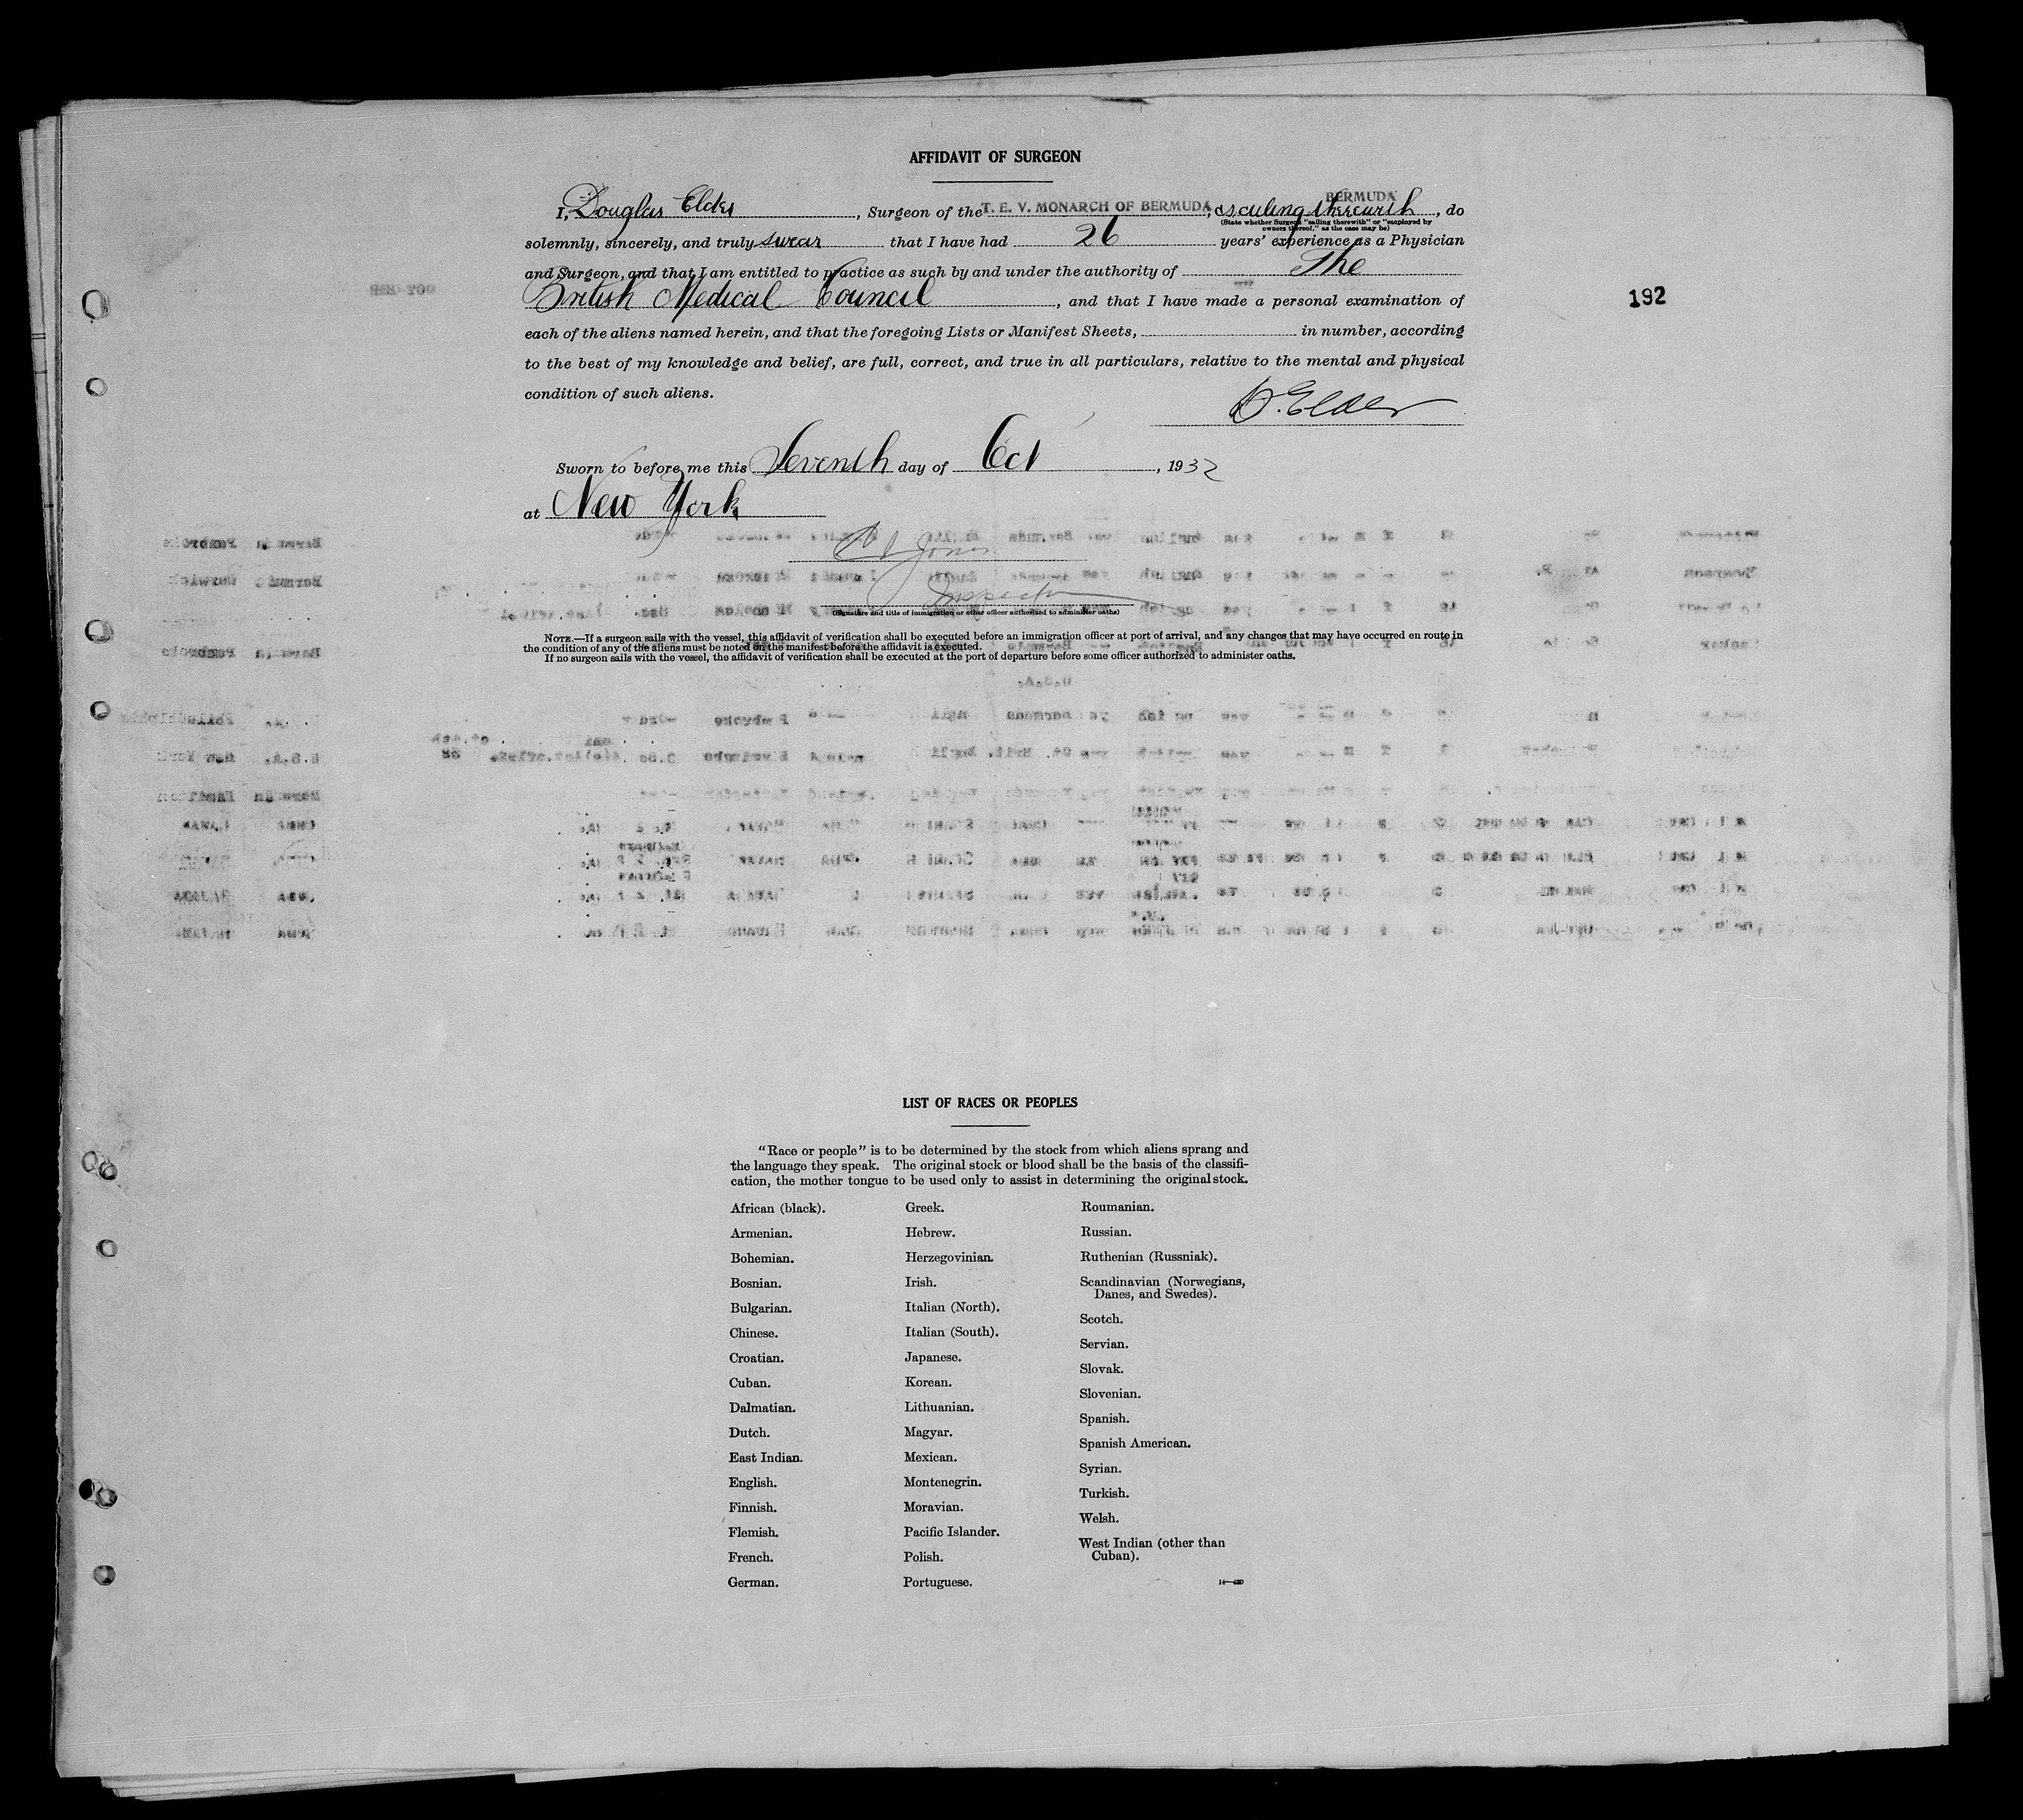 AFFIDAVIT OF SURGEON
BERMUDA
I, Douglas Elder, Surgeon of the T. E. V. MONARCH OF BERMUDA, as sailing therewith, do
(State whether Surgeon "sailing therewith" or "employed by
owners thereof," as the case may be)
solemnly, sincerely, and truly swear that I have had 26 years' experience as a Physician
and Surgeon, and that I am entitled to practice as such by and under the authority of The
British Medical Council, and that I have made a personal examination of
192
each of the aliens named herein, and that the foregoing Lists or Manifest Sheets, in number, according
to the best of my knowledge and belief, are full, correct, and true in all particulars, relative to the mental and physical
condition of such aliens.
D. Elder
Sworn to before me this Seventh day of Oct, 1932
at New York
Jones
Inspector
(Signature and title of immigration or other officer authorized to administer oaths)
NOTE.—If a surgeon sails with the vessel, this affidavit of verification shall be executed before an immigration officer at port of arrival, and any changes that may have occurred en route in
the condition of any of the aliens must be noted on the manifest before the affidavit is executed.
If no surgeon sails with the vessel, the affidavit of verification shall be executed at the port of departure before some officer authorized to administer oaths.
LIST OF RACES OR PEOPLES
"Race or people" is to be determined by the stock from which aliens sprang and
the language they speak. The original stock or blood shall be the basis of the classifi-
cation, the mother tongue to be used only to assist in determining the original stock.
African (black).
Armenian.
Bohemian.
Bosnian.
Bulgarian.
Chinese.
Croatian.
Cuban.
Dalmatian.
Dutch.
East Indian.
English.
Finnish.
Flemish.
French.
German.
Greek.
Hebrew.
Herzegovinian.
Irish.
Italian (North).
Italian (South).
Japanese.
Korean.
Lithuanian.
Magyar.
Mexican.
Montenegrin.
Moravian.
Pacific Islander.
Polish.
Portuguese.
Roumanian.
Russian.
Ruthenian (Russniak).
Scandinavian (Norwegians,
Danes, and Swedes).
Scotch.
Servian.
Slovak.
Slovenian.
Spanish.
Spanish American.
Syrian.
Turkish.
Welsh.
West Indian (other than
Cuban).